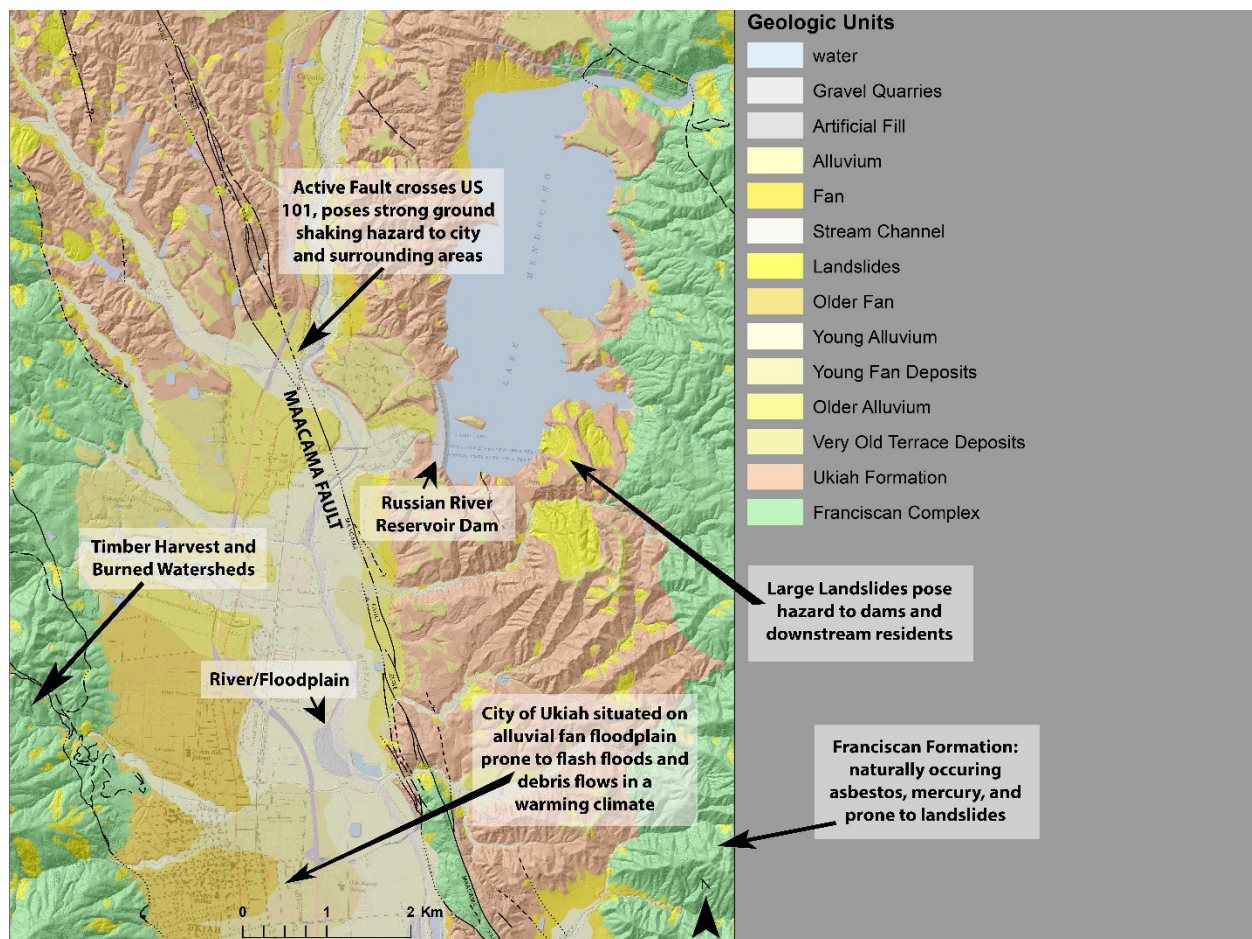 Geologic Units
water
Gravel Quarries
Artificial Fill
Alluvium
Fan
Stream Channel
Landslides
Older Fan
Young Alluvium
Young Fan Deposits
Older Alluvium
Very Old Terrace Deposits
Ukiah Formation
Franciscan Complex
Active Fault crosses US
101, poses strong ground
shaking hazard to city
and surrounding areas
LAKE MENDOCINO
MAACAMA FAULT
Russian River
Reservoir Dam
Timber Harvest and
Burned Watersheds
Large Landslides pose
hazard to dams and
downstream residents
River/Floodplain
City of Ukiah situated on
alluvial fan floodplain
prone to flash floods and
debris flows in a
warming climate
Franciscan Formation:
naturally occuring
asbestos, mercury, and
prone to landslides
MAACAMA
FAULT
ZONE
MAACAMA
UKIAH
0 1 2 Km
N